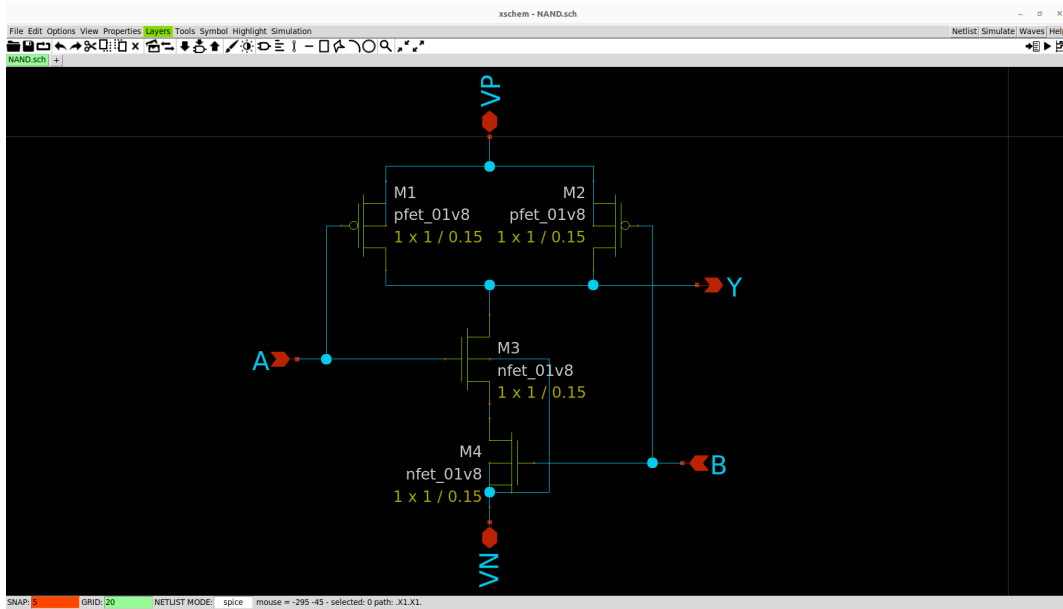 xschem - NAND.sch
File Edit Options View Properties Layers Tools Symbol Highlight Simulation Netlist Simulate Waves Help
NAND.sch +
VP
M1 M2
pfet_01v8 pfet_01v8
1 x 1 / 0.15 1 x 1 / 0.15
Y
A
M3
nfet_01v8
1 x 1 / 0.15
M4
B
nfet_01v8
1 x 1 / 0.15
VN
SNAP: 5 GRID: 20 NETLIST MODE: spice mouse = -295 -45 - selected: 0 path: .X1.X1.